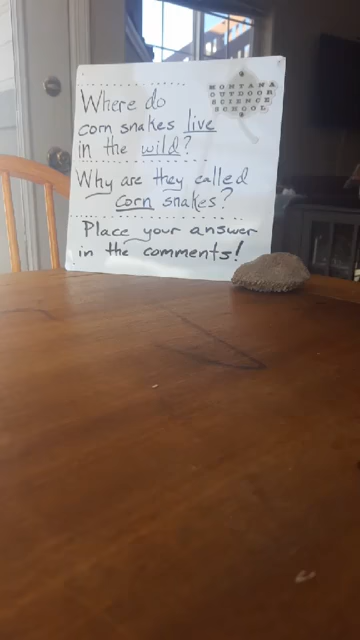 MONTANA
OUTDOOR
SCIENCE
SCHOOL
Where do
corn snakes live
in the wild?
Why are they called
corn snakes?
Place your answer
in the comments!